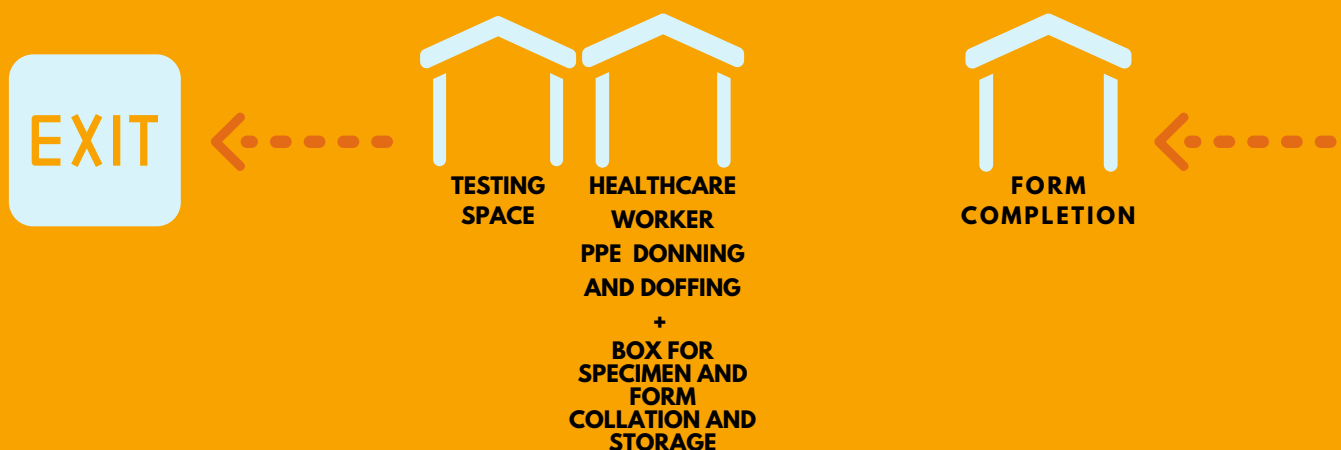 EXIT
TESTING
SPACE
HEALTHCARE
WORKER
PPE DONNING
AND DOFFING
+
BOX FOR
SPECIMEN AND
FORM
COLLATION AND
STORAGE
FORM
COMPLETION